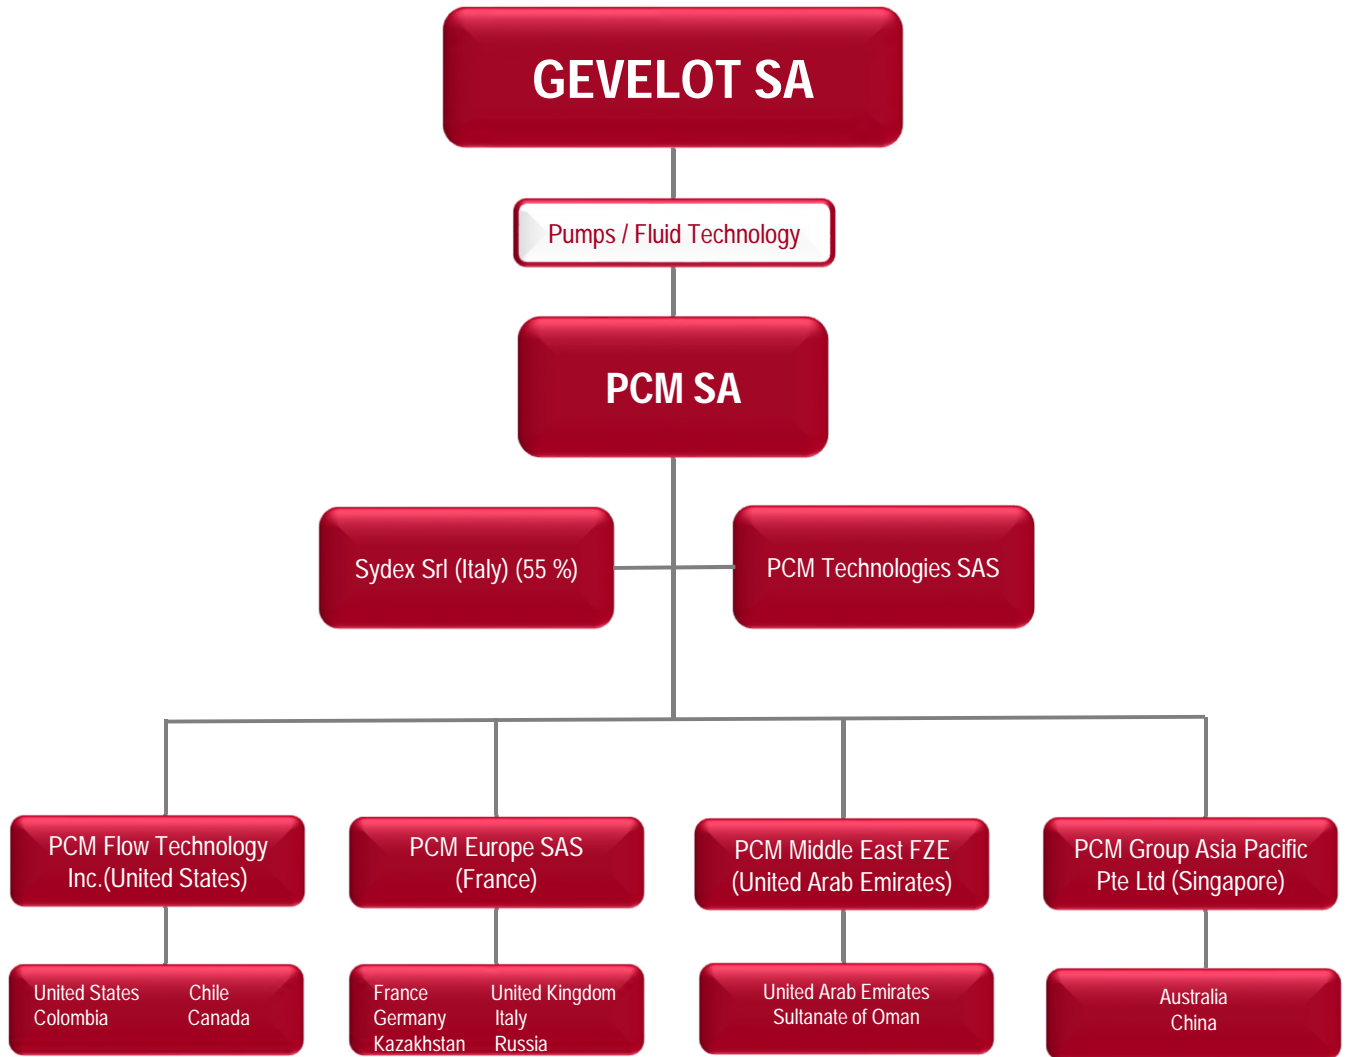 GEVELOT SA
Pumps / Fluid Technology
PCM SA
Sydex Srl (Italy) (55 %)
PCM Technologies SAS
PCM Flow Technology
Inc.(United States)
PCM Europe SAS
(France)
PCM Middle East FZE
(United Arab Emirates)
PCM Group Asia Pacific
Pte Ltd (Singapore)
United States Chile
Colombia Canada
France United Kingdom
Germany Italy
Kazakhstan Russia
United Arab Emirates
Sultanate of Oman
Australia
China